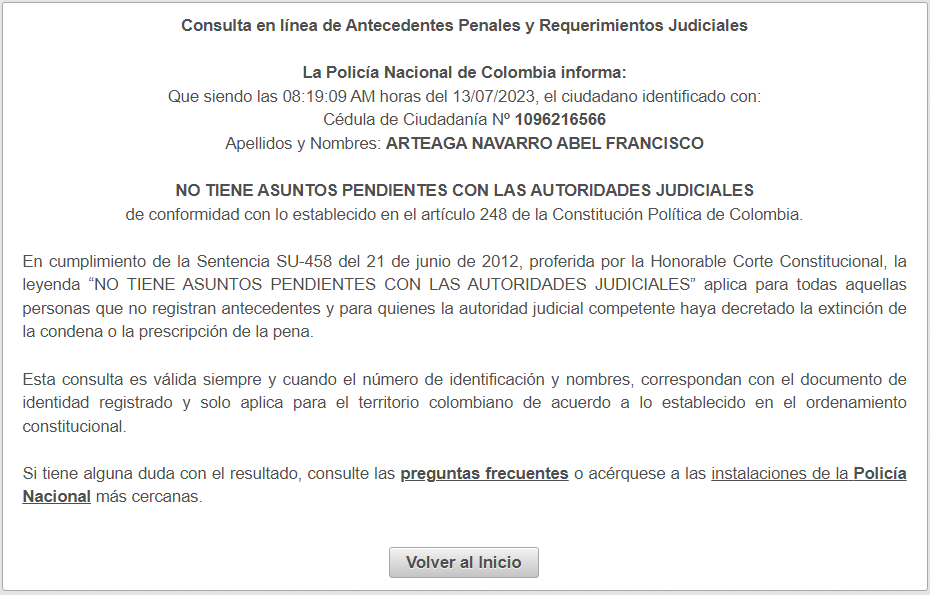 Consulta en línea de Antecedentes Penales y Requerimientos Judiciales
La Policía Nacional de Colombia informa:
Que siendo las 08:19:09 AM horas del 13/07/2023, el ciudadano identificado con:
Cédula de Ciudadanía Nº 1096216566
Apellidos y Nombres: ARTEAGA NAVARRO ABEL FRANCISCO
NO TIENE ASUNTOS PENDIENTES CON LAS AUTORIDADES JUDICIALES
de conformidad con lo establecido en el artículo 248 de la Constitución Política de Colombia.
En cumplimiento de la Sentencia SU-458 del 21 de junio de 2012, proferida por la Honorable Corte Constitucional, la
leyenda “NO TIENE ASUNTOS PENDIENTES CON LAS AUTORIDADES JUDICIALES” aplica para todas aquellas
personas que no registran antecedentes y para quienes la autoridad judicial competente haya decretado la extinción de
la condena o la prescripción de la pena.
Esta consulta es válida siempre y cuando el número de identificación y nombres, correspondan con el documento de
identidad registrado y solo aplica para el territorio colombiano de acuerdo a lo establecido en el ordenamiento
constitucional.
Si tiene alguna duda con el resultado, consulte las preguntas frecuentes o acérquese a las instalaciones de la Policía
Nacional más cercanas.
Volver al Inicio